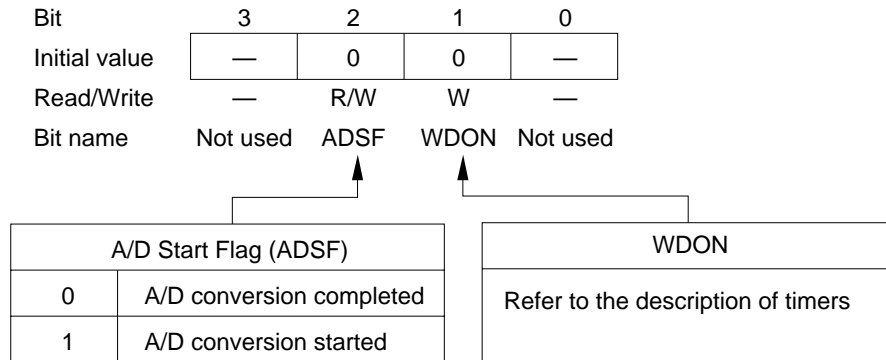 Bit 3 2 1 0
Initial value — 0 0 —
Read/Write — R/W W —
Bit name Not used ADSF WDON Not used
A/D Start Flag (ADSF)
0 A/D conversion completed
1 A/D conversion started
WDON
Refer to the description of timers